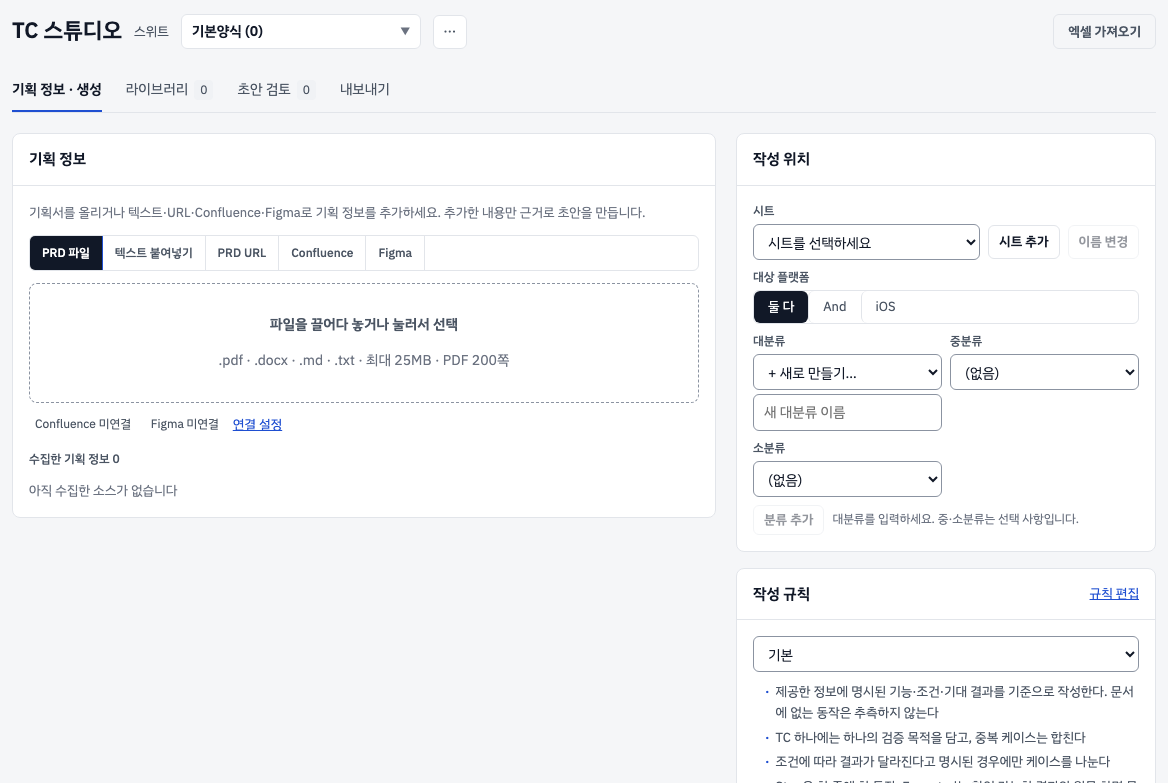 TC 스튜디오 스위트 기본양식 (0) ▼ ··· 엑셀 가져오기
기획 정보 · 생성 라이브러리 0 초안 검토 0 내보내기
기획 정보
기획서를 올리거나 텍스트·URL·Confluence·Figma로 기획 정보를 추가하세요. 추가한 내용만 근거로 초안을 만듭니다.
PRD 파일 텍스트 붙여넣기 PRD URL Confluence Figma
파일을 끌어다 놓거나 눌러서 선택
.pdf · .docx · .md · .txt · 최대 25MB · PDF 200쪽
Confluence 미연결 Figma 미연결 연결 설정
수집한 기획 정보 0
아직 수집한 소스가 없습니다
작성 위치
시트
시트를 선택하세요 시트 추가 이름 변경
대상 플랫폼
둘 다 And iOS
대분류 중분류
+ 새로 만들기... (없음)
새 대분류 이름
소분류
(없음)
분류 추가 대분류를 입력하세요. 중·소분류는 선택 사항입니다.
작성 규칙 규칙 편집
기본
· 제공한 정보에 명시된 기능·조건·기대 결과를 기준으로 작성한다. 문서
에 없는 동작은 추측하지 않는다
· TC 하나에는 하나의 검증 목적을 담고, 중복 케이스는 합친다
· 조건에 따라 결과가 달라진다고 명시된 경우에만 케이스를 나눈다